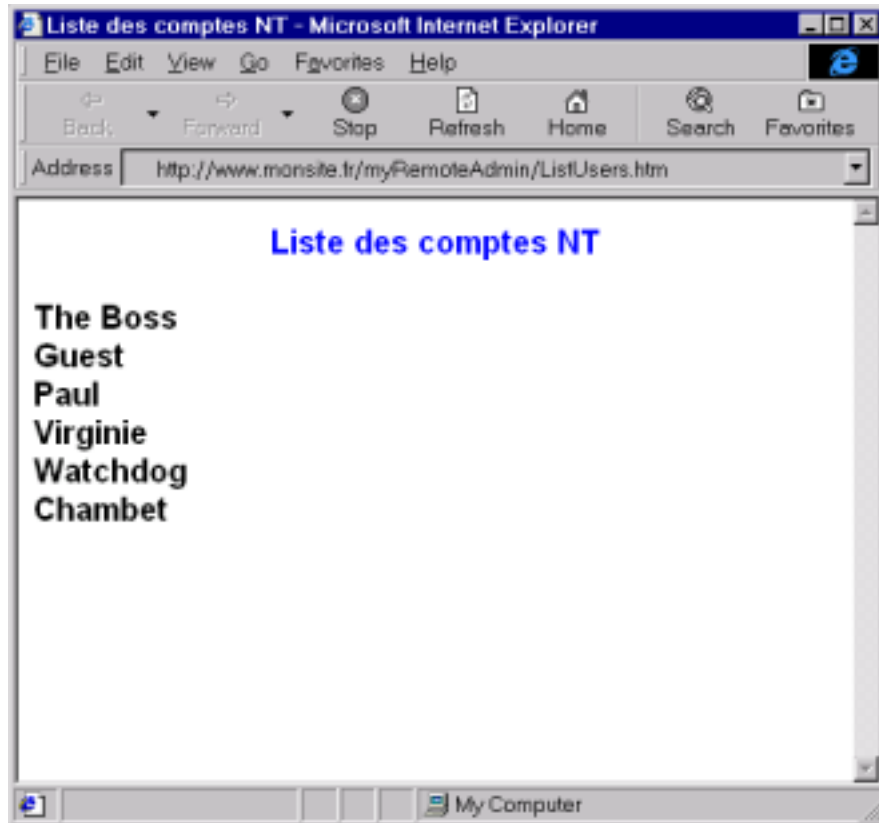 Liste des comptes NT - Microsoft Internet Explorer
File Edit View Go Favorites Help
Back Forward Stop Refresh Home Search Favorites
Address http://www.monsite.fr/myRemoteAdmin/ListUsers.htm
Liste des comptes NT
The Boss
Guest
Paul
Virginie
Watchdog
Chambet
My Computer